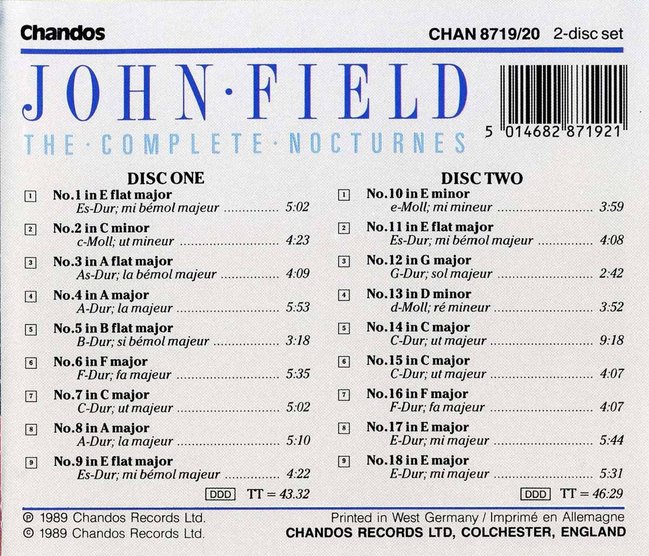 Chandos
CHAN 8719/20 2-disc set
JOHN · FIELD
THE · COMPLETE · NOCTURNES
5 014682 871921
DISC ONE
1 No.1 in E flat major
Es-Dur; mi bémol majeur .............. 5:02
2 No.2 in C minor
c-Moll; ut mineur .............. 4:23
3 No.3 in A flat major
As-Dur; la bémol majeur .............. 4:09
4 No.4 in A major
A-Dur; la majeur .............. 5:53
5 No.5 in B flat major
B-Dur; si bémol majeur .............. 3:18
6 No.6 in F major
F-Dur; fa majeur .............. 5:35
7 No.7 in C major
C-Dur; ut majeur .............. 5:02
8 No.8 in A major
A-Dur; la majeur .............. 5:10
9 No.9 in E flat major
Es-Dur; mi bémol majeur .............. 4:22
DDD TT = 43.32
DISC TWO
1 No.10 in E minor
e-Moll; mi mineur .............. 3:59
2 No.11 in E flat major
Es-Dur; mi bémol majeur .............. 4:08
3 No.12 in G major
G-Dur; sol majeur .............. 2:42
4 No.13 in D minor
d-Moll; ré mineur .............. 3:52
5 No.14 in C major
C-Dur; ut majeur .............. 9:18
6 No.15 in C major
C-Dur; ut majeur .............. 4:07
7 No.16 in F major
F-Dur; fa majeur .............. 4:07
8 No.17 in E major
E-Dur; mi majeur .............. 5:44
9 No.18 in E major
E-Dur; mi majeur .............. 5:31
DDD TT = 46:29
℗ 1989 Chandos Records Ltd.
© 1989 Chandos Records Ltd.
Printed in West Germany / Imprimé en Allemagne
CHANDOS RECORDS LTD, COLCHESTER, ENGLAND